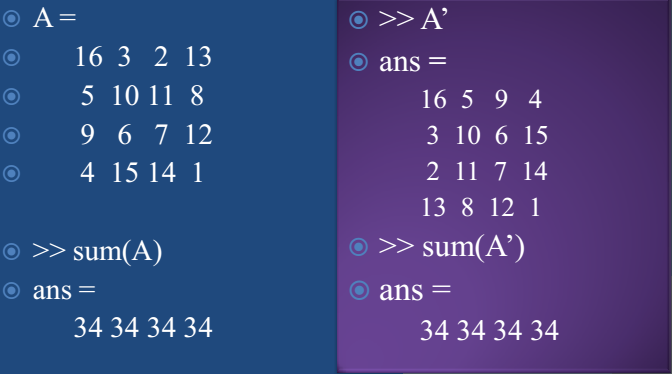 A =
16 3 2 13
5 10 11 8
9 6 7 12
4 15 14 1
>> sum(A)
ans =
34 34 34 34
>> A’
ans =
16 5 9 4
3 10 6 15
2 11 7 14
13 8 12 1
>> sum(A’)
ans =
34 34 34 34